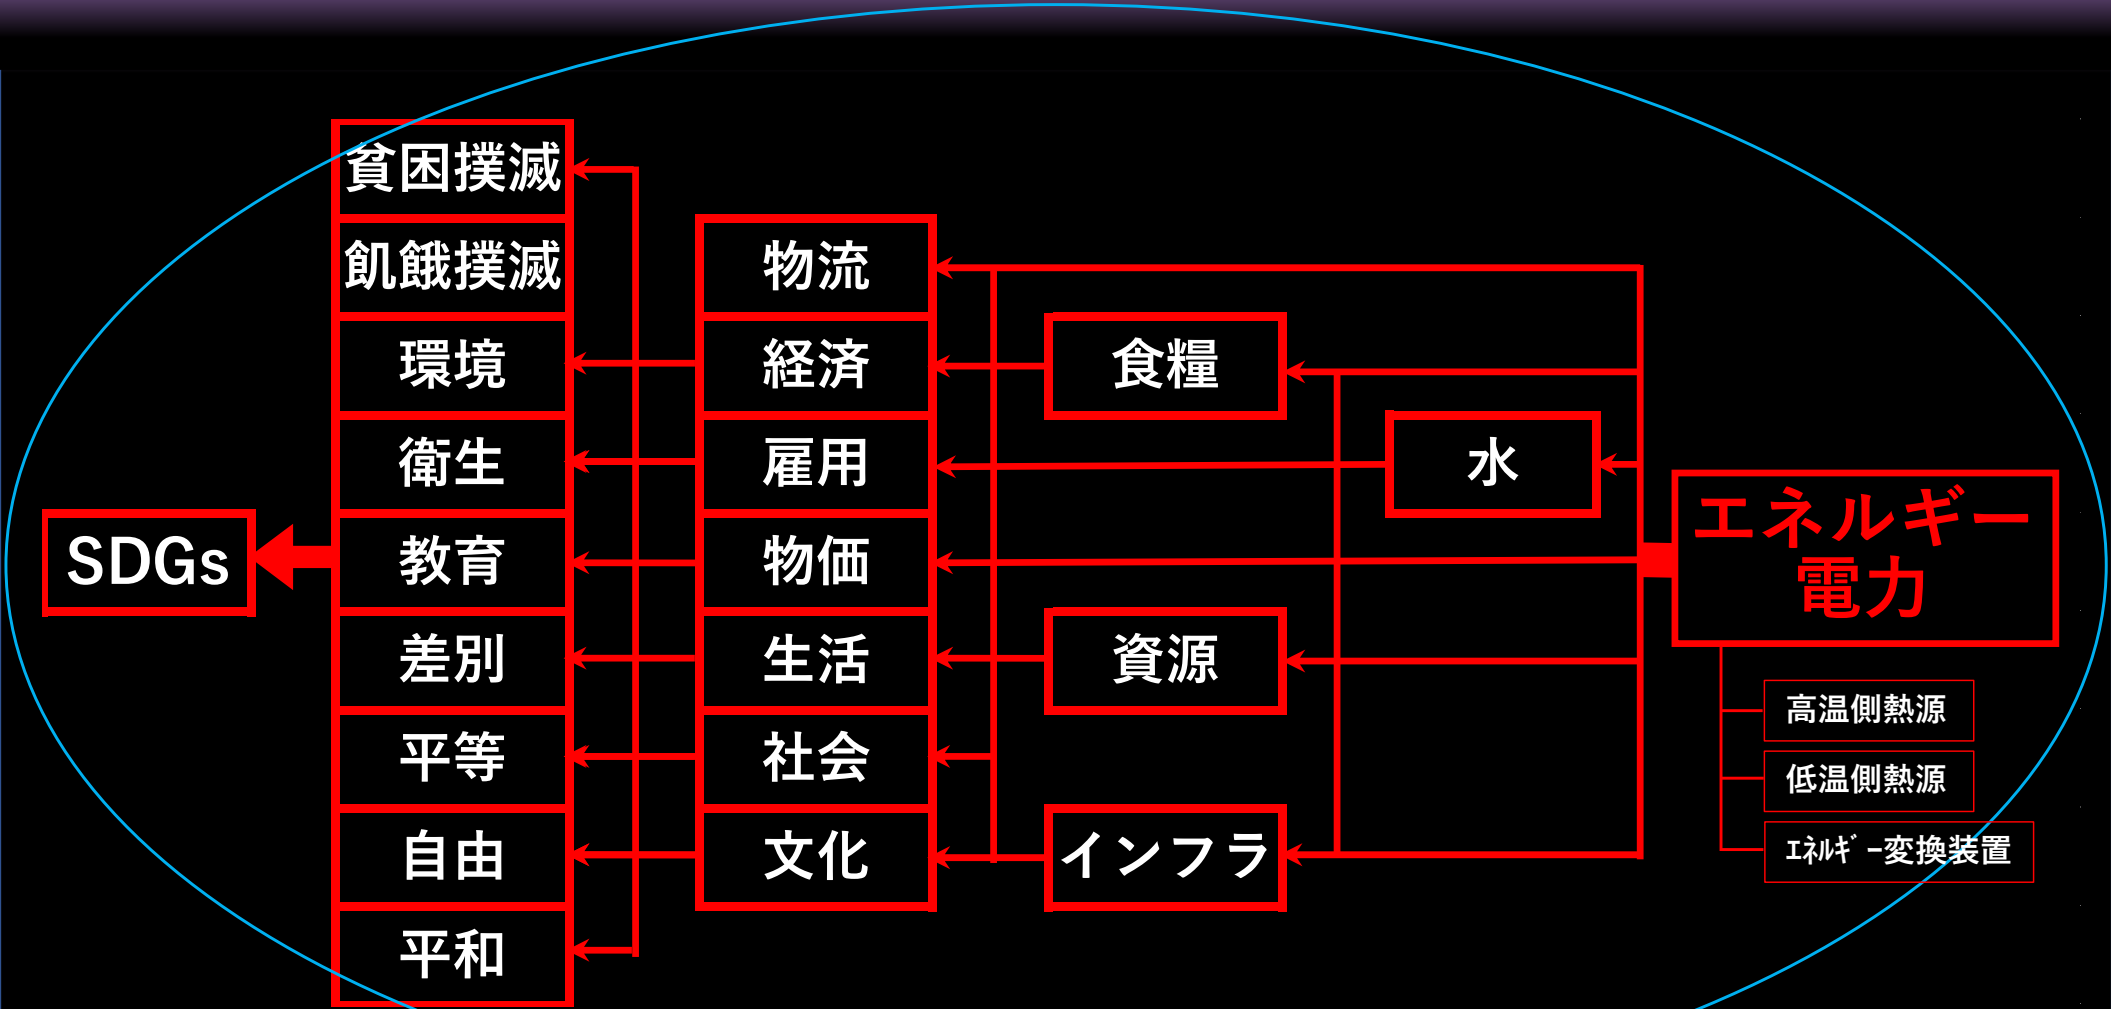 貧困撲滅
飢餓撲滅
環境
衛生
教育
差別
平等
自由
平和
SDGs
物流
経済
雇用
物価
生活
社会
文化
食糧
資源
インフラ
水
エネルギー
電力
高温側熱源
低温側熱源
ｴﾈﾙｷﾞｰ変換装置